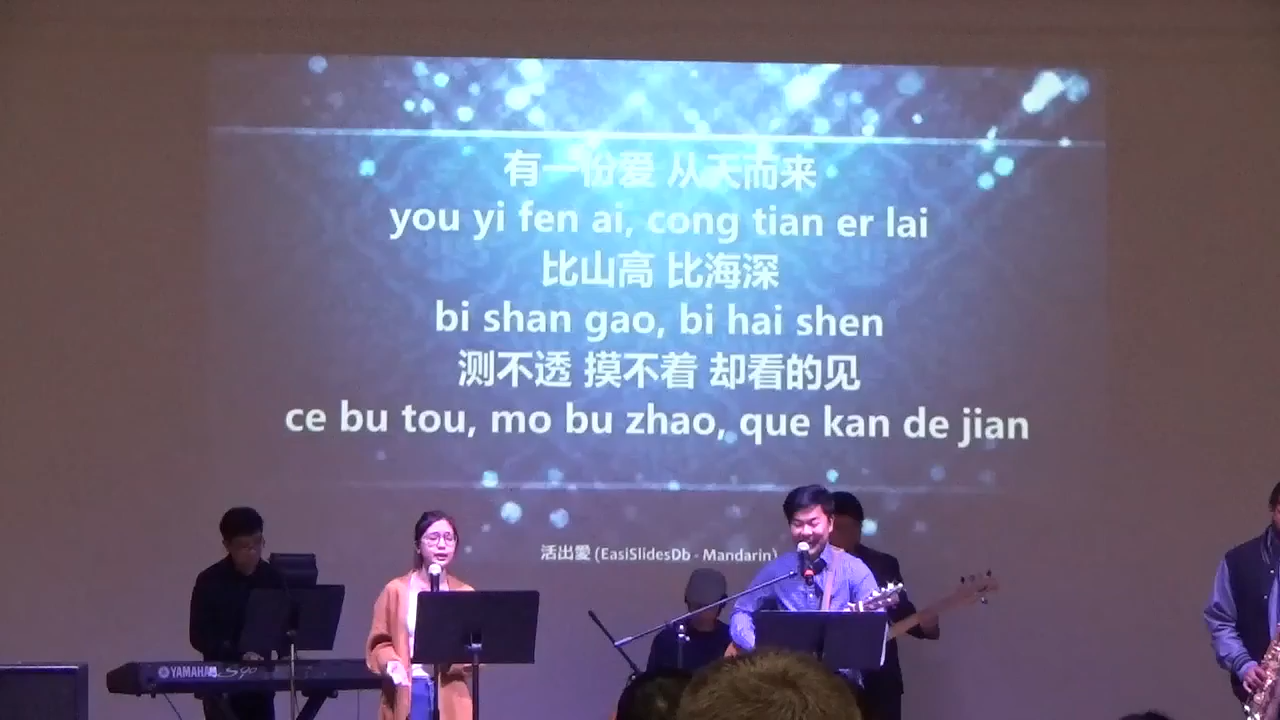 有一份爱 从天而来
you yi fen ai, cong tian er lai
比山高 比海深
bi shan gao, bi hai shen
测不透 摸不着 却看的见
ce bu tou, mo bu zhao, que kan de jian
活出愛 (EasiSlidesDb - Mandarin)
YAMAHA S90